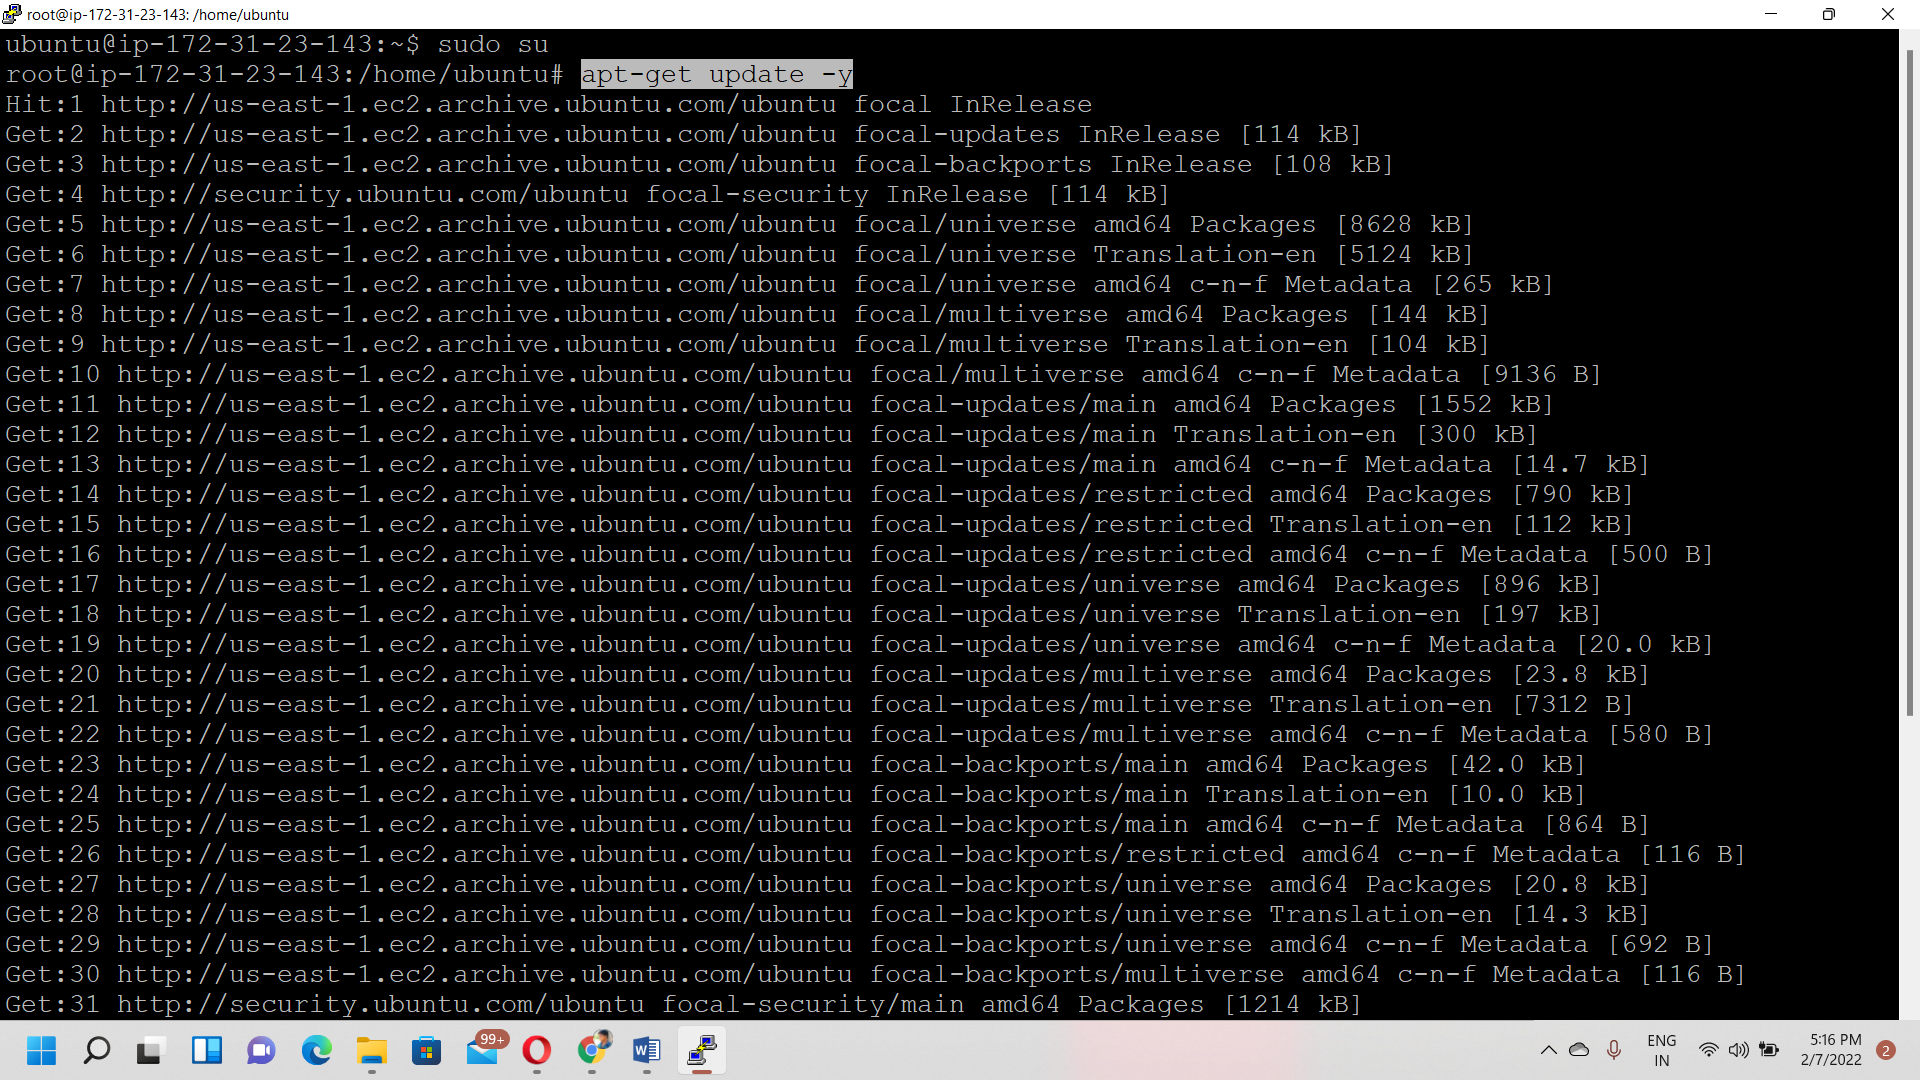 root@ip-172-31-23-143: /home/ubuntu
ubuntu@ip-172-31-23-143:~$ sudo su
root@ip-172-31-23-143:/home/ubuntu# apt-get update -y
Hit:1 http://us-east-1.ec2.archive.ubuntu.com/ubuntu focal InRelease
Get:2 http://us-east-1.ec2.archive.ubuntu.com/ubuntu focal-updates InRelease [114 kB]
Get:3 http://us-east-1.ec2.archive.ubuntu.com/ubuntu focal-backports InRelease [108 kB]
Get:4 http://security.ubuntu.com/ubuntu focal-security InRelease [114 kB]
Get:5 http://us-east-1.ec2.archive.ubuntu.com/ubuntu focal/universe amd64 Packages [8628 kB]
Get:6 http://us-east-1.ec2.archive.ubuntu.com/ubuntu focal/universe Translation-en [5124 kB]
Get:7 http://us-east-1.ec2.archive.ubuntu.com/ubuntu focal/universe amd64 c-n-f Metadata [265 kB]
Get:8 http://us-east-1.ec2.archive.ubuntu.com/ubuntu focal/multiverse amd64 Packages [144 kB]
Get:9 http://us-east-1.ec2.archive.ubuntu.com/ubuntu focal/multiverse Translation-en [104 kB]
Get:10 http://us-east-1.ec2.archive.ubuntu.com/ubuntu focal/multiverse amd64 c-n-f Metadata [9136 B]
Get:11 http://us-east-1.ec2.archive.ubuntu.com/ubuntu focal-updates/main amd64 Packages [1552 kB]
Get:12 http://us-east-1.ec2.archive.ubuntu.com/ubuntu focal-updates/main Translation-en [300 kB]
Get:13 http://us-east-1.ec2.archive.ubuntu.com/ubuntu focal-updates/main amd64 c-n-f Metadata [14.7 kB]
Get:14 http://us-east-1.ec2.archive.ubuntu.com/ubuntu focal-updates/restricted amd64 Packages [790 kB]
Get:15 http://us-east-1.ec2.archive.ubuntu.com/ubuntu focal-updates/restricted Translation-en [112 kB]
Get:16 http://us-east-1.ec2.archive.ubuntu.com/ubuntu focal-updates/restricted amd64 c-n-f Metadata [500 B]
Get:17 http://us-east-1.ec2.archive.ubuntu.com/ubuntu focal-updates/universe amd64 Packages [896 kB]
Get:18 http://us-east-1.ec2.archive.ubuntu.com/ubuntu focal-updates/universe Translation-en [197 kB]
Get:19 http://us-east-1.ec2.archive.ubuntu.com/ubuntu focal-updates/universe amd64 c-n-f Metadata [20.0 kB]
Get:20 http://us-east-1.ec2.archive.ubuntu.com/ubuntu focal-updates/multiverse amd64 Packages [23.8 kB]
Get:21 http://us-east-1.ec2.archive.ubuntu.com/ubuntu focal-updates/multiverse Translation-en [7312 B]
Get:22 http://us-east-1.ec2.archive.ubuntu.com/ubuntu focal-updates/multiverse amd64 c-n-f Metadata [580 B]
Get:23 http://us-east-1.ec2.archive.ubuntu.com/ubuntu focal-backports/main amd64 Packages [42.0 kB]
Get:24 http://us-east-1.ec2.archive.ubuntu.com/ubuntu focal-backports/main Translation-en [10.0 kB]
Get:25 http://us-east-1.ec2.archive.ubuntu.com/ubuntu focal-backports/main amd64 c-n-f Metadata [864 B]
Get:26 http://us-east-1.ec2.archive.ubuntu.com/ubuntu focal-backports/restricted amd64 c-n-f Metadata [116 B]
Get:27 http://us-east-1.ec2.archive.ubuntu.com/ubuntu focal-backports/universe amd64 Packages [20.8 kB]
Get:28 http://us-east-1.ec2.archive.ubuntu.com/ubuntu focal-backports/universe Translation-en [14.3 kB]
Get:29 http://us-east-1.ec2.archive.ubuntu.com/ubuntu focal-backports/universe amd64 c-n-f Metadata [692 B]
Get:30 http://us-east-1.ec2.archive.ubuntu.com/ubuntu focal-backports/multiverse amd64 c-n-f Metadata [116 B]
Get:31 http://security.ubuntu.com/ubuntu focal-security/main amd64 Packages [1214 kB]
99+
ENG
IN
5:16 PM
2/7/2022
2